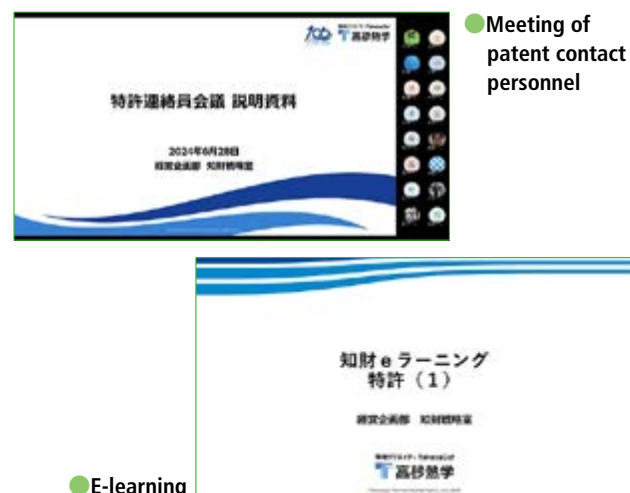 100
高砂熱学
Meeting of
patent contact
personnel
特許連絡員会議 説明資料
2024年6月28日
経営企画部 知財戦略室
知財eラーニング
特許（1）
経営企画部 知財戦略室
高砂熱学
E-learning